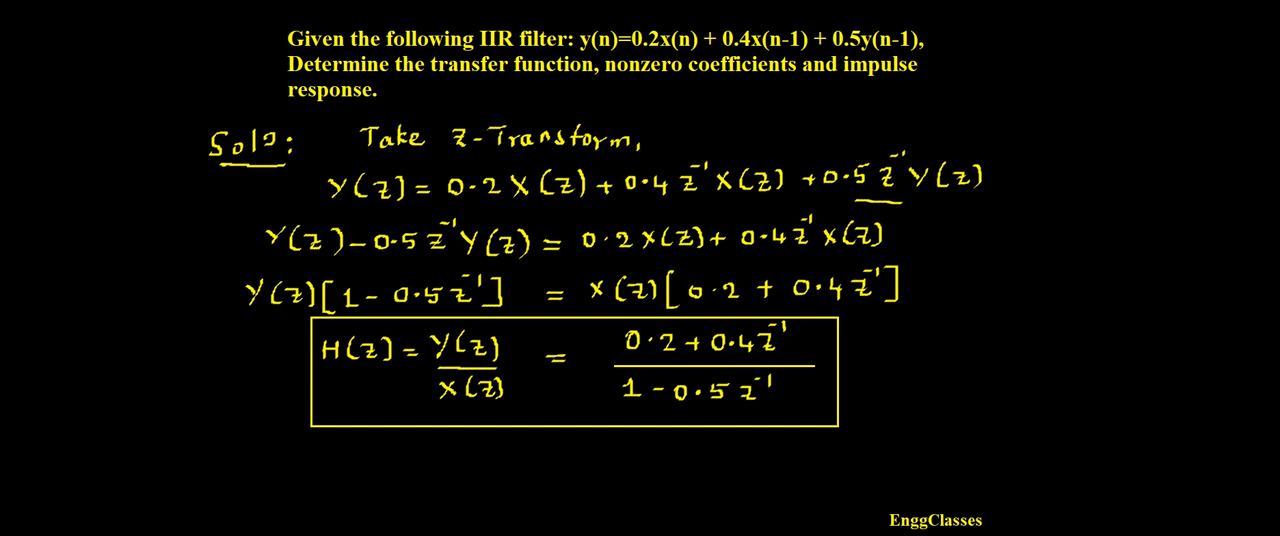 Given the following IIR filter: y(n)=0.2x(n) + 0.4x(n-1) + 0.5y(n-1),
Determine the transfer function, nonzero coefficients and impulse
response.
Soln: Take z-Transform,
Y(z) = 0.2 X(z) + 0.4 z⁻¹ X(z) + 0.5 z⁻¹ Y(z)
Y(z) - 0.5 z⁻¹ Y(z) = 0.2 X(z) + 0.4 z⁻¹ X(z)
Y(z) [1 - 0.5 z⁻¹] = X(z) [0.2 + 0.4 z⁻¹]
H(z) = Y(z) = 0.2 + 0.4 z⁻¹
X(z) 1 - 0.5 z⁻¹
EnggClasses